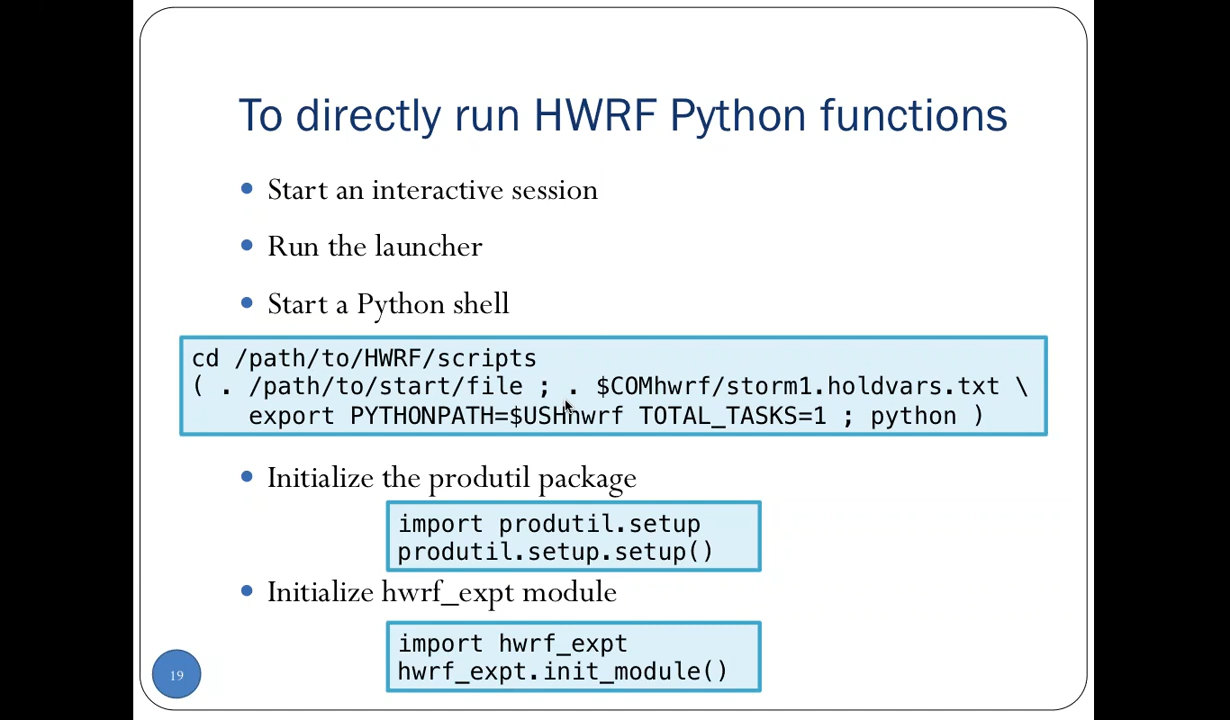 To directly run HWRF Python functions
• Start an interactive session
• Run the launcher
• Start a Python shell
cd /path/to/HWRF/scripts
( . /path/to/start/file ; . $COMhwrf/storm1.holdvars.txt \
export PYTHONPATH=$USHhwrf TOTAL_TASKS=1 ; python )
• Initialize the produtil package
import produtil.setup
produtil.setup.setup()
• Initialize hwrf_expt module
import hwrf_expt
hwrf_expt.init_module()
19